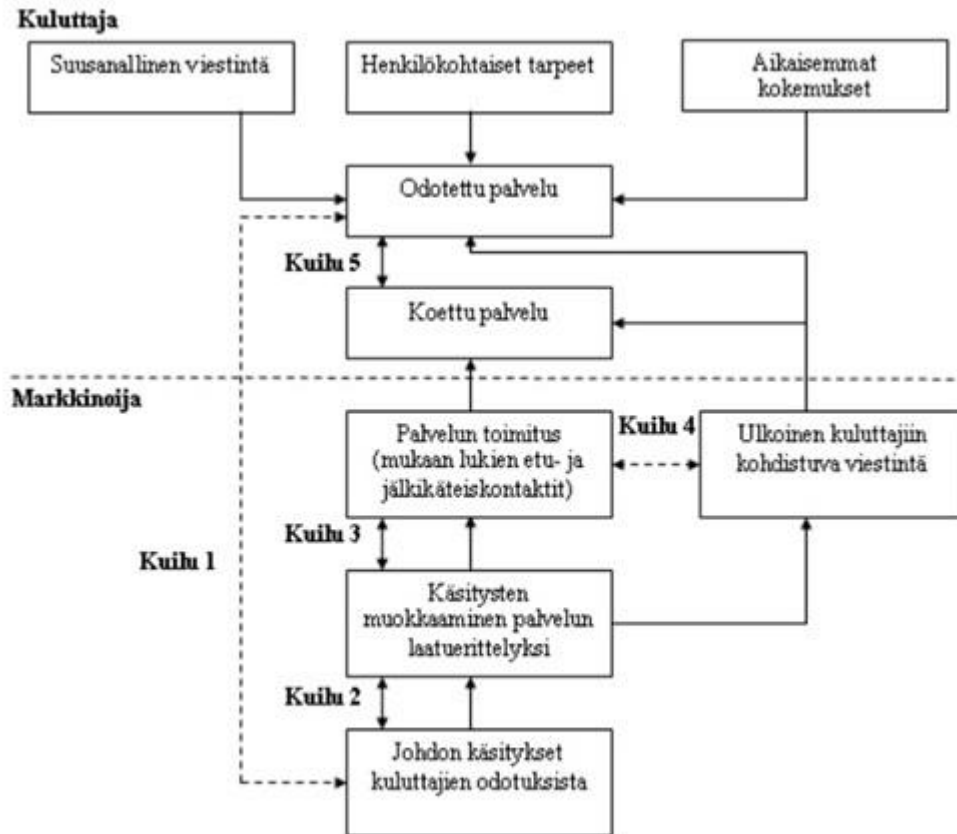 Kuluttaja
Suusanallinen viestintä
Henkilökohtaiset tarpeet
Aikaisemmat
kokemukset
Odotettu palvelu
Kuilu 5
Koettu palvelu
Markkinoija
Palvelun toimitus
(mukaan lukien etu- ja
jälkikäteiskontaktit)
Kuilu 4
Ulkoinen kuluttajiin
kohdistuva viestintä
Kuilu 3
Kuilu 1
Käsitysten
muokkaaminen palvelun
laatuerittelyksi
Kuilu 2
Johdon käsitykset
kuluttajien odotuksista